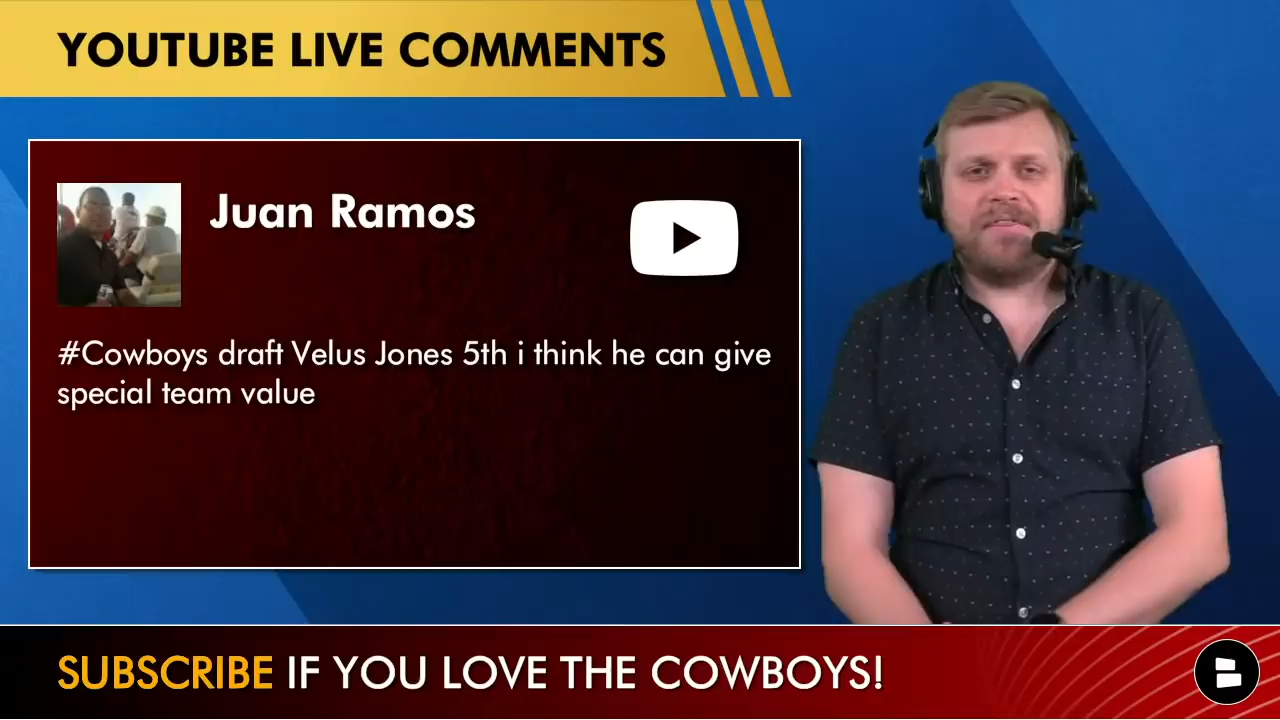 YOUTUBE LIVE COMMENTS
Juan Ramos
#Cowboys draft Velus Jones 5th i think he can give
special team value
SUBSCRIBE IF YOU LOVE THE COWBOYS!